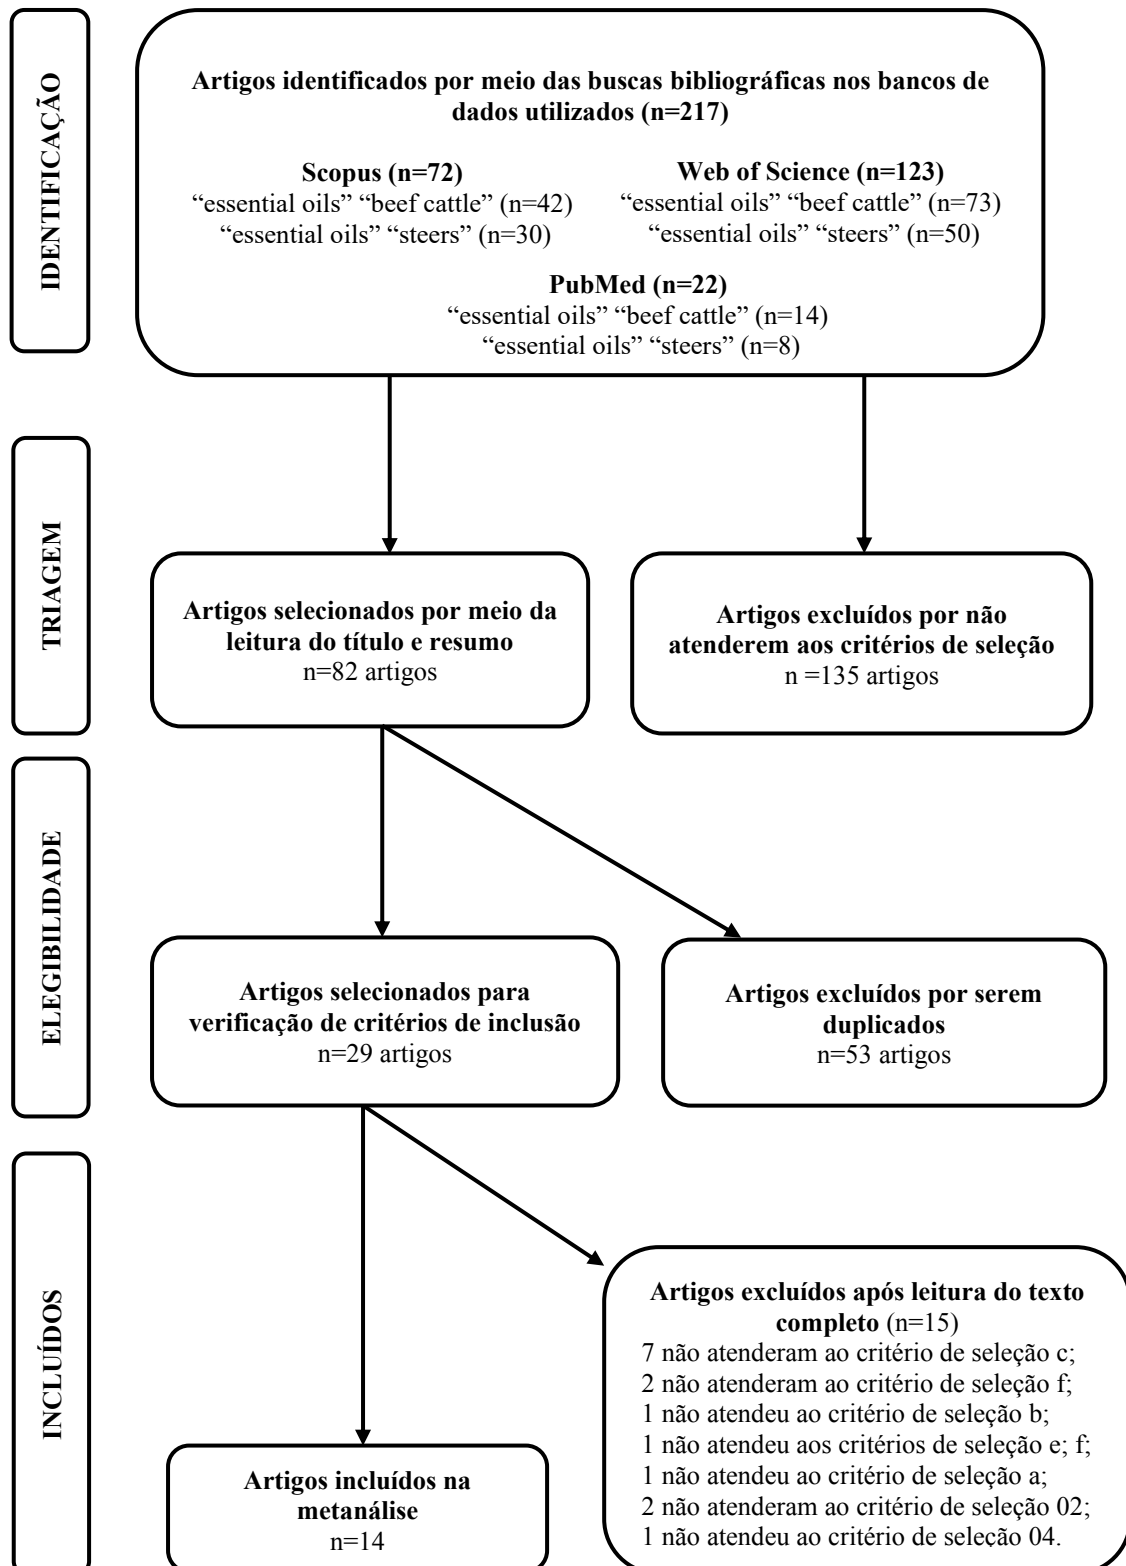 IDENTIFICAÇÃO
Artigos identificados por meio das buscas bibliográficas nos bancos de
dados utilizados (n=217)
Scopus (n=72)
“essential oils” “beef cattle” (n=42)
“essential oils” “steers” (n=30)
Web of Science (n=123)
“essential oils” “beef cattle” (n=73)
“essential oils” “steers” (n=50)
PubMed (n=22)
“essential oils” “beef cattle” (n=14)
“essential oils” “steers” (n=8)
TRIAGEM
Artigos selecionados por meio da
leitura do título e resumo
n=82 artigos
Artigos excluídos por não
atenderem aos critérios de seleção
n =135 artigos
ELEGIBILIDADE
Artigos selecionados para
verificação de critérios de inclusão
n=29 artigos
Artigos excluídos por serem
duplicados
n=53 artigos
INCLUÍDOS
Artigos incluídos na
metanálise
n=14
Artigos excluídos após leitura do texto
completo (n=15)
7 não atenderam ao critério de seleção c;
2 não atenderam ao critério de seleção f;
1 não atendeu ao critério de seleção b;
1 não atendeu aos critérios de seleção e; f;
1 não atendeu ao critério de seleção a;
2 não atenderam ao critério de seleção 02;
1 não atendeu ao critério de seleção 04.